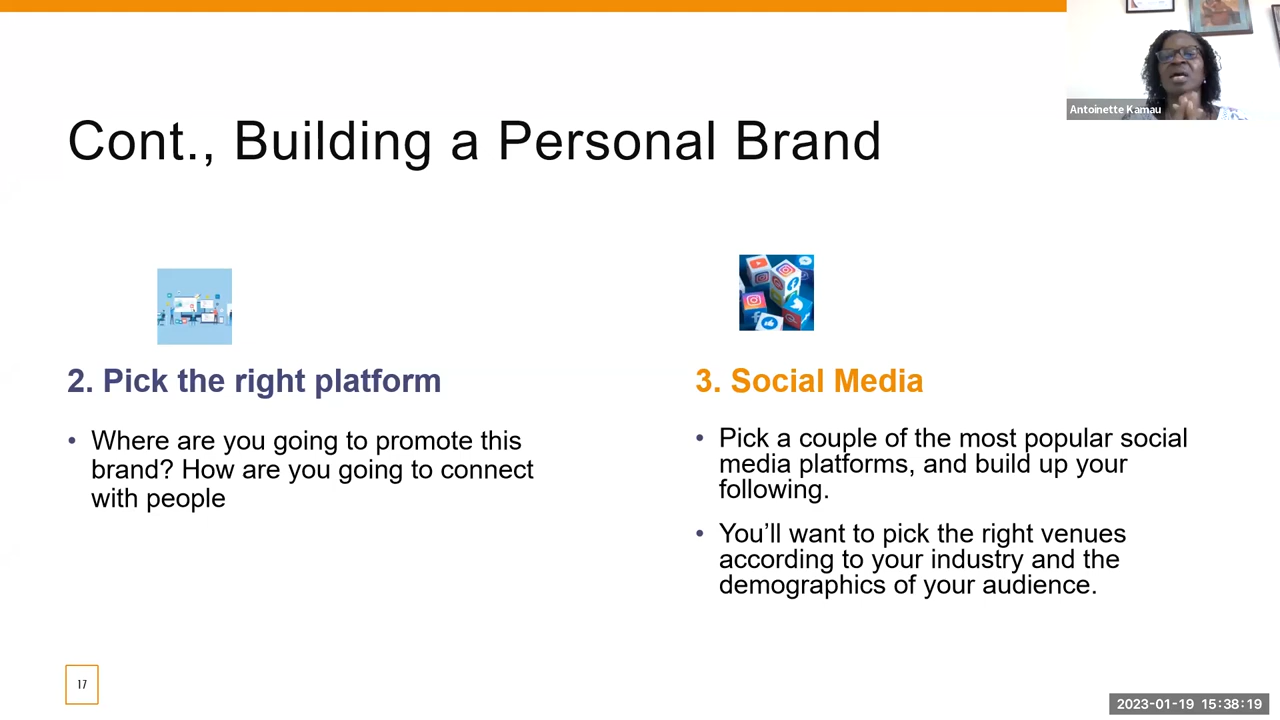 Antoinette Kamau
Cont., Building a Personal Brand
2. Pick the right platform
• Where are you going to promote this
brand? How are you going to connect
with people
3. Social Media
• Pick a couple of the most popular social
media platforms, and build up your
following.
• You’ll want to pick the right venues
according to your industry and the
demographics of your audience.
17
2023-01-19 15:38:19